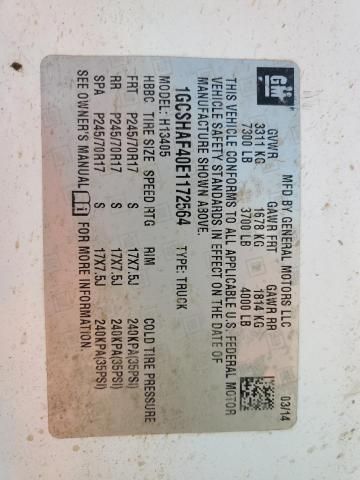 GM
MFD BY GENERAL MOTORS LLC 03/14
GVWR GAWR FRT GAWR RR
3311 KG 1678 KG 1814 KG
7300 LB 3700 LB 4000 LB
THIS VEHICLE CONFORMS TO ALL APPLICABLE U.S. FEDERAL MOTOR
VEHICLE SAFETY STANDARDS IN EFFECT ON THE DATE OF
MANUFACTURE SHOWN ABOVE.
1GCSHAF40E1172564 TYPE: TRUCK
MODEL: H13405
HBBC TIRE SIZE SPEED RTG RIM COLD TIRE PRESSURE
FRT P245/70R17 S 17X7.5J 240KPA(35PSI)
RR P245/70R17 S 17X7.5J 240KPA(35PSI)
SPA P245/70R17 S 17X7.5J 240KPA(35PSI)
SEE OWNER'S MANUAL FOR MORE INFORMATION.